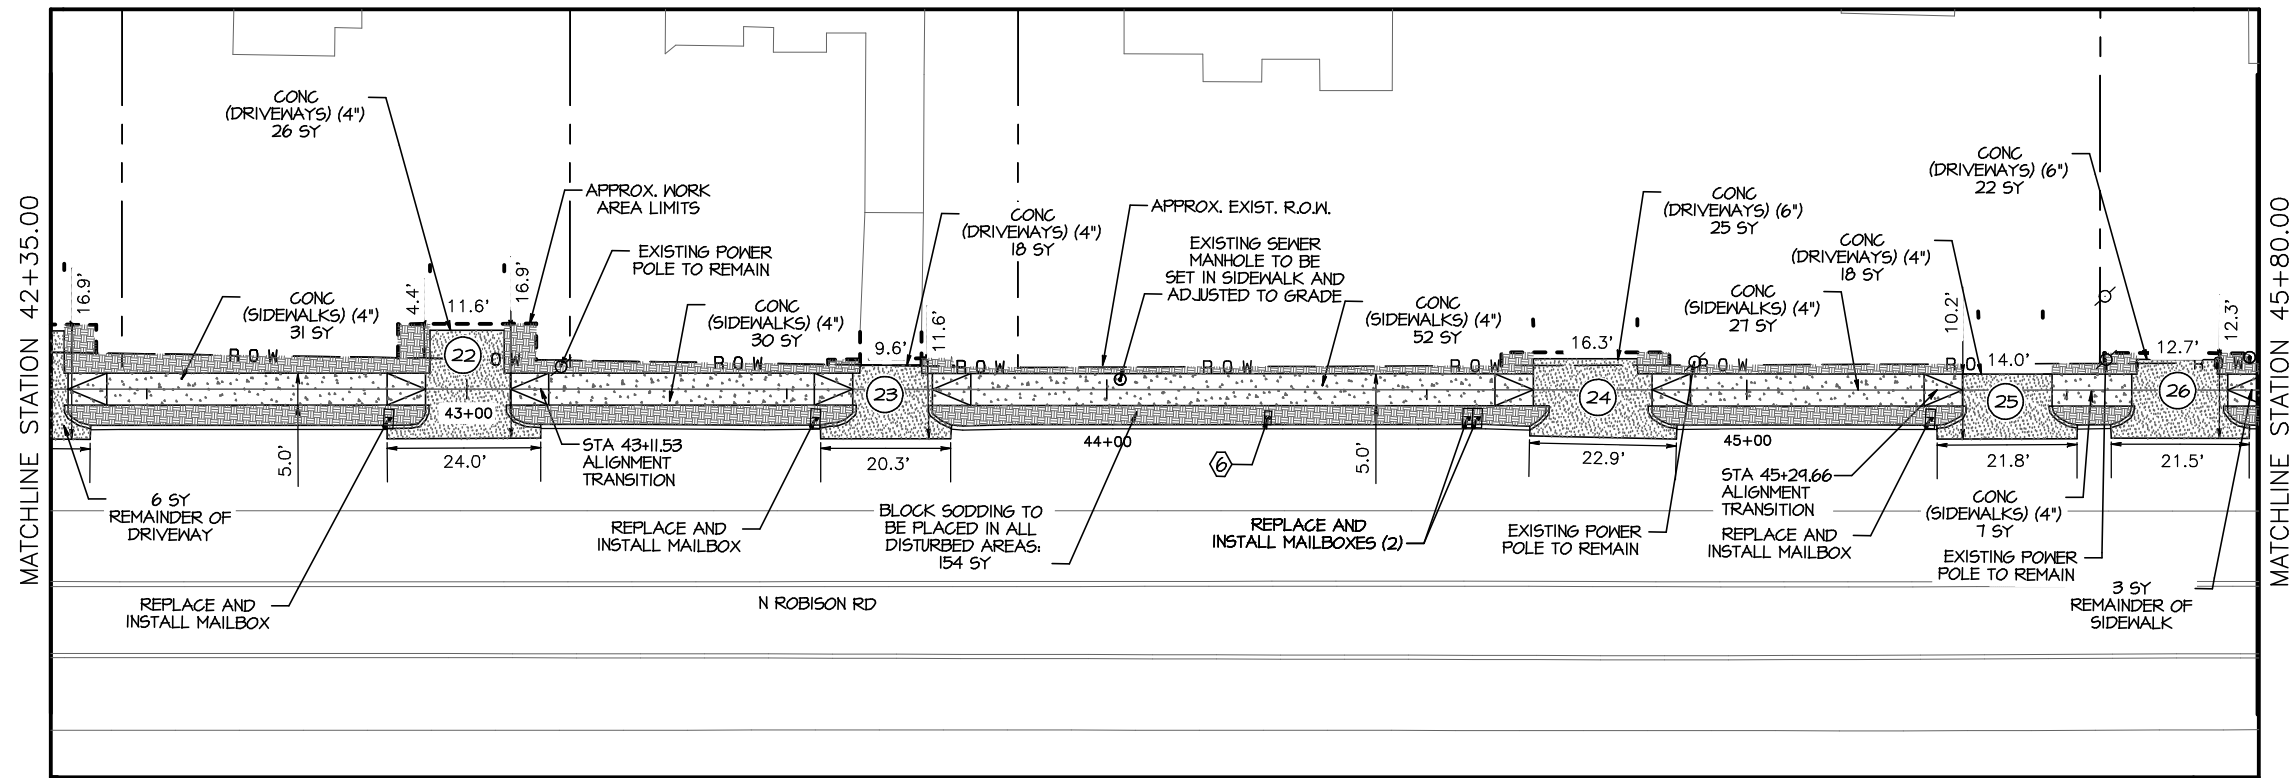 MATCHLINE STATION 42+35.00
CONC
(DRIVEWAYS) (4")
26 SY
APPROX. WORK
AREA LIMITS
EXISTING POWER
POLE TO REMAIN
CONC
(DRIVEWAYS) (4")
18 SY
APPROX. EXIST. R.O.W.
EXISTING SEWER
MANHOLE TO BE
SET IN SIDEWALK AND
ADJUSTED TO GRADE
CONC
(DRIVEWAYS) (6")
25 SY
CONC
(DRIVEWAYS) (4")
18 SY
CONC
(DRIVEWAYS) (6")
22 SY
16.9'
CONC
(SIDEWALKS) (4")
31 SY
4.4'
11.6'
16.9'
CONC
(SIDEWALKS) (4")
30 SY
9.6'
11.6'
CONC
(SIDEWALKS) (4")
52 SY
16.3'
CONC
(SIDEWALKS) (4")
27 SY
10.2'
14.0'
12.7'
12.3'
ROW
22
OW
ROW
ROW
ROW
ROW
ROW
RO
R W
23
24
25
26
43+00
44+00
45+00
5.0'
24.0'
STA 43+11.53
ALIGNMENT
TRANSITION
20.3'
6
5.0'
22.9'
STA 45+29.66
ALIGNMENT
TRANSITION
21.8'
21.5'
6 SY
REMAINDER OF
DRIVEWAY
REPLACE AND
INSTALL MAILBOX
REPLACE AND
INSTALL MAILBOX
BLOCK SODDING TO
BE PLACED IN ALL
DISTURBED AREAS:
154 SY
REPLACE AND
INSTALL MAILBOXES (2)
EXISTING POWER
POLE TO REMAIN
REPLACE AND
INSTALL MAILBOX
CONC
(SIDEWALKS) (4")
7 SY
EXISTING POWER
POLE TO REMAIN
3 SY
REMAINDER OF
SIDEWALK
N ROBISON RD
MATCHLINE STATION 45+80.00